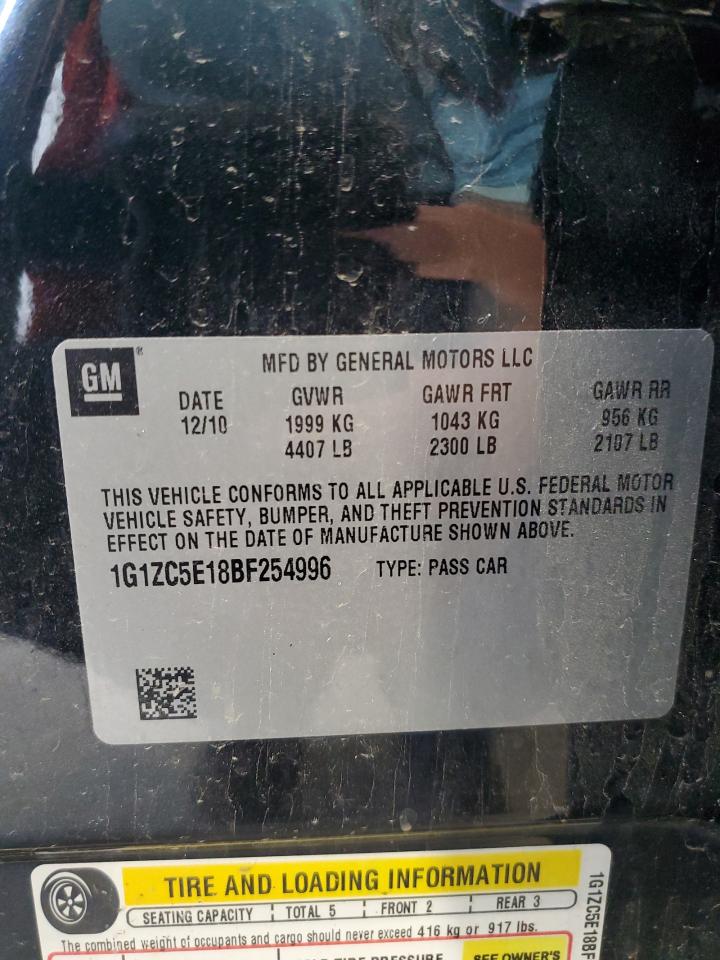 GM ®
MFD BY GENERAL MOTORS LLC
DATE GVWR GAWR FRT GAWR RR
12/10 1999 KG 1043 KG 956 KG
4407 LB 2300 LB 2107 LB
THIS VEHICLE CONFORMS TO ALL APPLICABLE U.S. FEDERAL MOTOR
VEHICLE SAFETY, BUMPER, AND THEFT PREVENTION STANDARDS IN
EFFECT ON THE DATE OF MANUFACTURE SHOWN ABOVE.
1G1ZC5E18BF254996 TYPE: PASS CAR
TIRE AND LOADING INFORMATION
SEATING CAPACITY TOTAL 5 FRONT 2 REAR 3
The combined weight of occupants and cargo should never exceed 416 kg or 917 lbs.
TIRE PRESSURE SEE OWNER'S
1G1ZC5E18BF